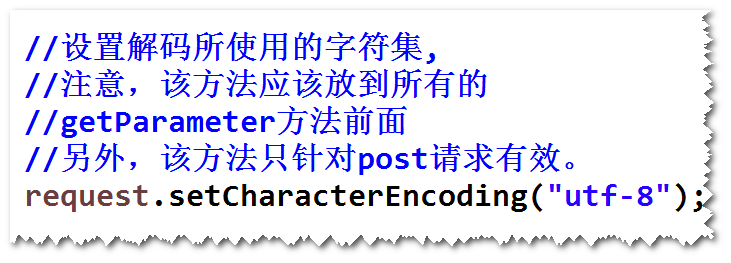 //设置解码所使用的字符集,
//注意，该方法应该放到所有的
//getParameter方法前面
//另外，该方法只针对post请求有效。
request.setCharacterEncoding("utf-8");